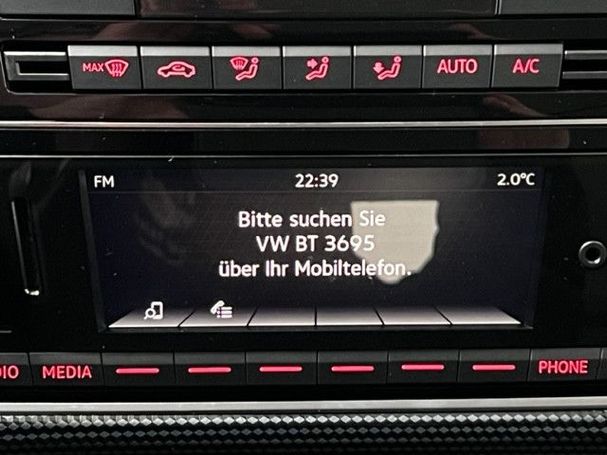 MAX
AUTO
A/C
FM 22:39 2.0°C
Bitte suchen Sie
VW BT 3695
über Ihr Mobiltelefon.
MEDIA
PHONE